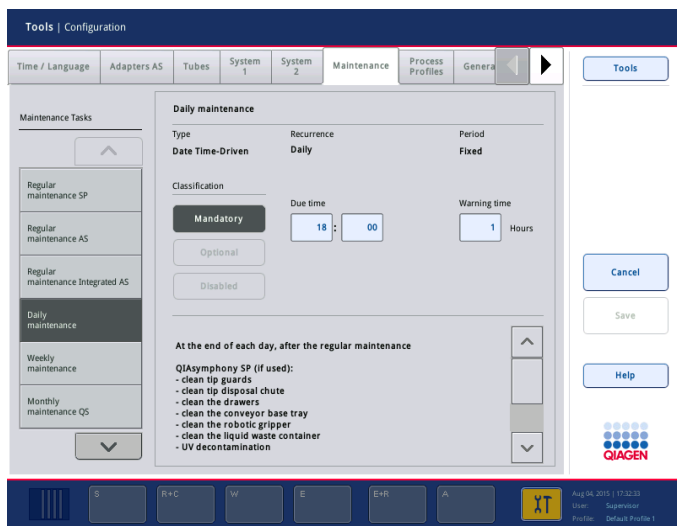 Tools | Configuration
Time / Language
Adapters AS
Tubes
System
1
System
2
Maintenance
Process
Profiles
Genera
Tools
Maintenance Tasks
Regular
maintenance SP
Regular
maintenance AS
Regular
maintenance Integrated AS
Daily
maintenance
Weekly
maintenance
Monthly
maintenance QS
Daily maintenance
Type
Recurrence
Period
Date Time-Driven
Daily
Fixed
Classification
Mandatory
Optional
Disabled
Due time
18 : 00
Warning time
1 Hours
At the end of each day, after the regular maintenance
QIAsymphony SP (if used):
- clean tip guards
- clean tip disposal chute
- clean the drawers
- clean the conveyor base tray
- clean the robotic gripper
- clean the liquid waste container
- UV decontamination
Cancel
Save
Help
QIAGEN
S
R+C
W
E
E+R
A
Aug 04, 2015 | 17:32:33
User: Supervisor
Profile: Default Profile 1